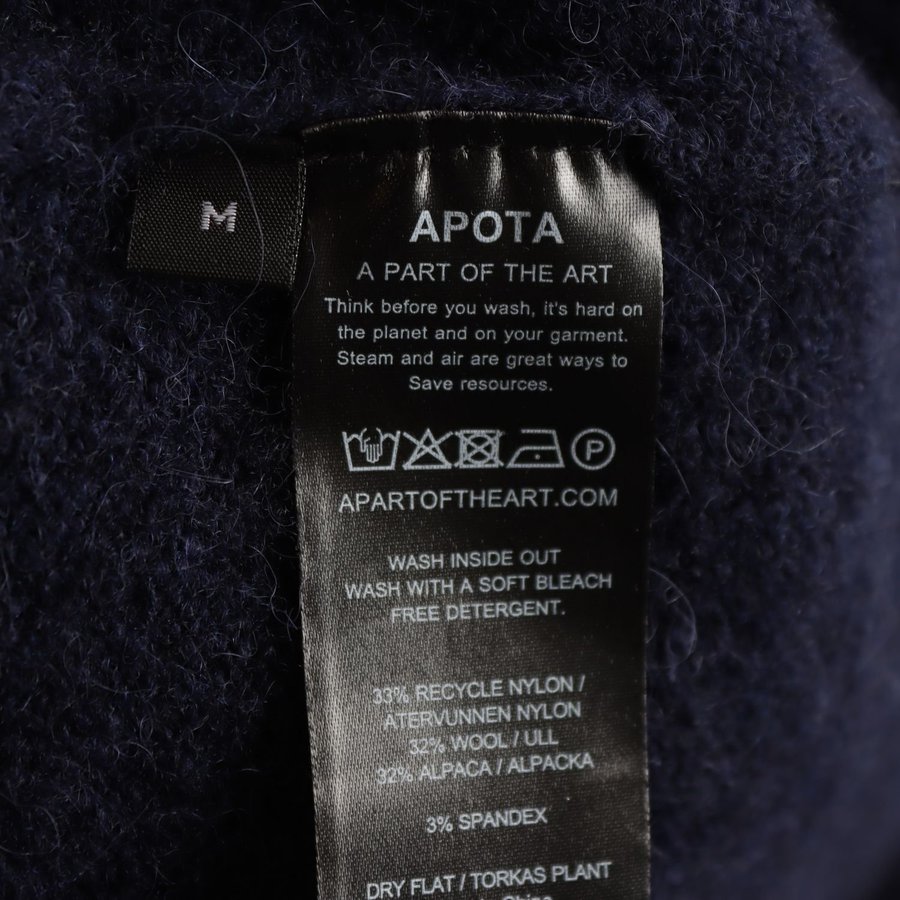 M
APOTA
A PART OF THE ART
Think before you wash, it's hard on
the planet and on your garment.
Steam and air are great ways to
Save resources.
P
APARTOFTHEART.COM
WASH INSIDE OUT
WASH WITH A SOFT BLEACH
FREE DETERGENT.
33% RECYCLE NYLON /
ATERVUNNEN NYLON
32% WOOL / ULL
32% ALPACA / ALPACKA
3% SPANDEX
DRY FLAT / TORKAS PLANT